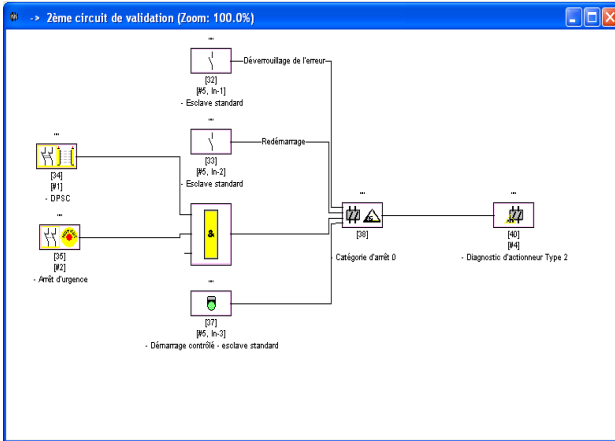 -> 2ème circuit de validation (Zoom: 100.0%)
...
Déverrouillage de l'erreur
[32]
[#5, In-1]
- Esclave standard
...
Redémarrage
[33]
[#5, In-2]
- Esclave standard
...
[34]
[#1]
- DPSC
...
[35]
[#2]
- Arrêt d'urgence
...
&
...
[37]
[#5, In-3]
- Démarrage contrôlé - esclave standard
...
[38]
- Catégorie d'arrêt 0
...
[40]
[#4]
- Diagnostic d'actionneur Type 2